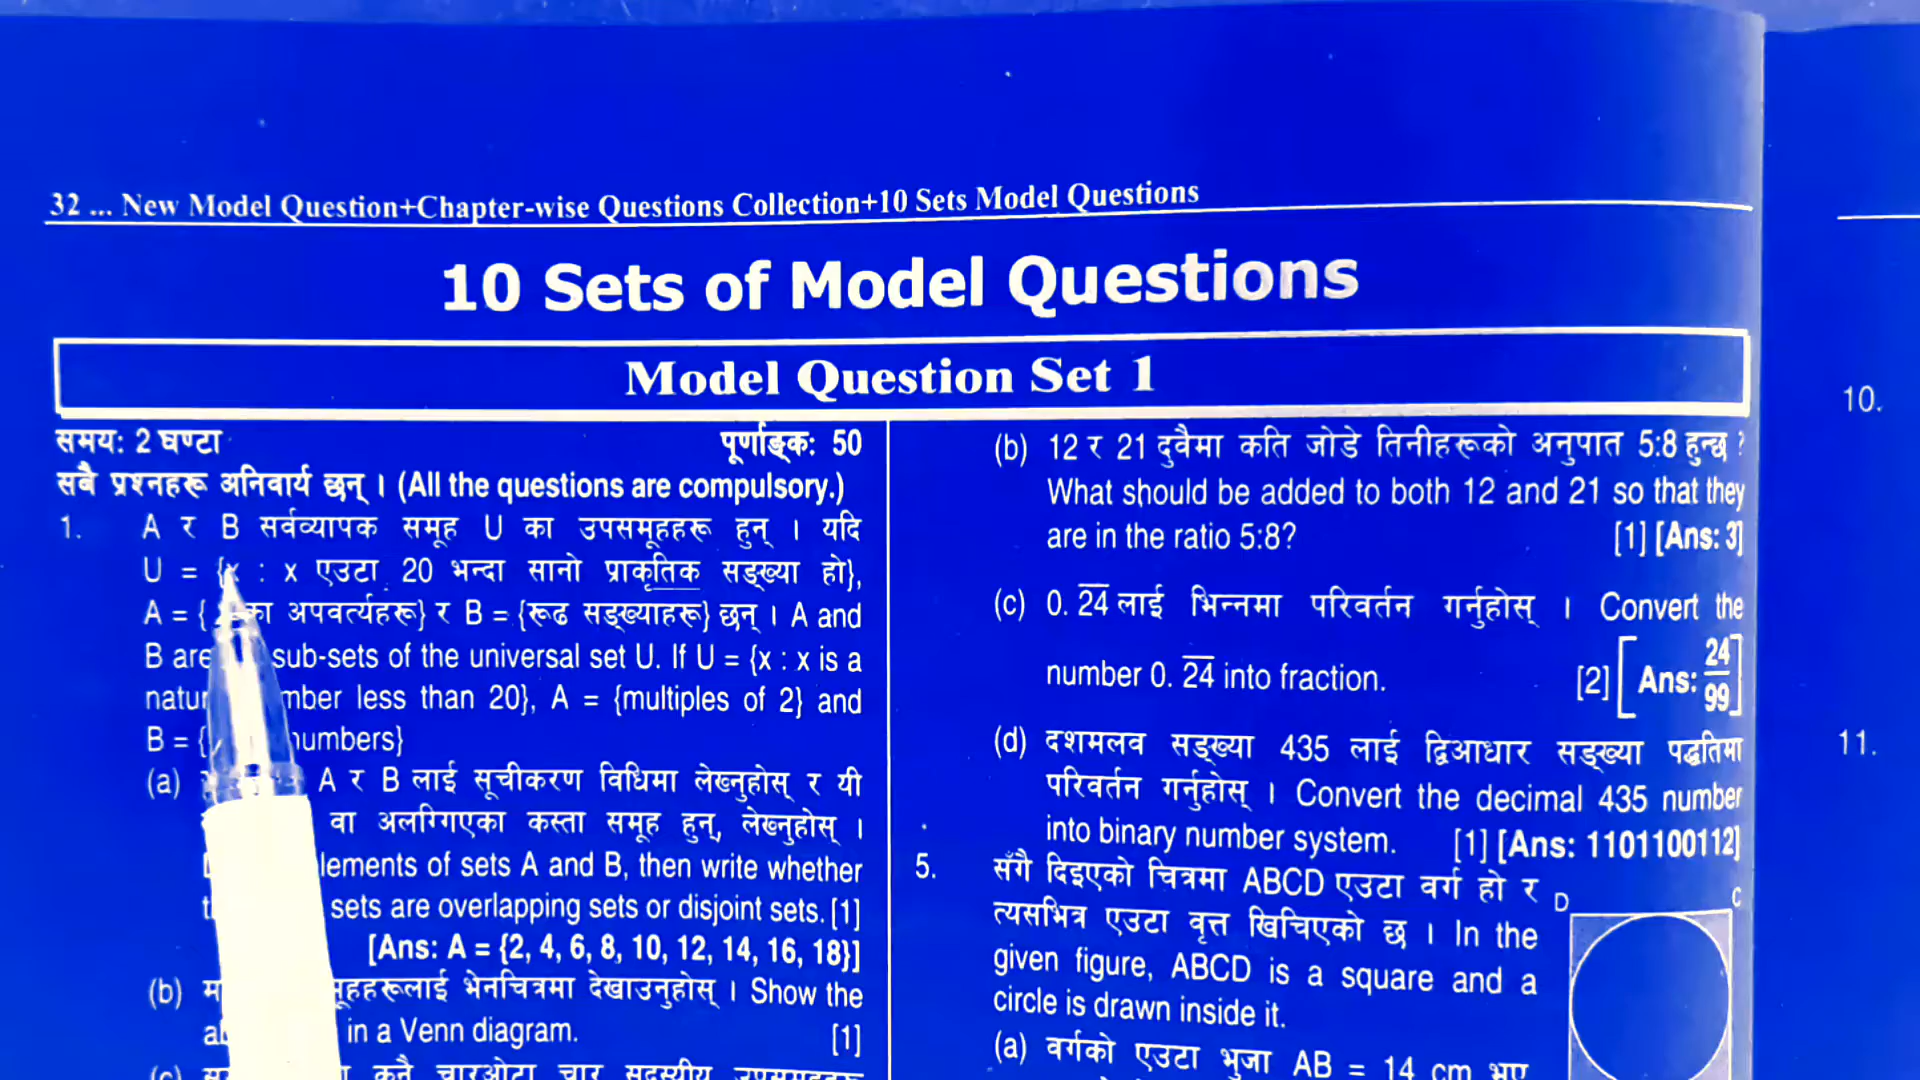 32 ... New Model Question+Chapter-wise Questions Collection+10 Sets Model Questions
10 Sets of Model Questions
Model Question Set 1
समय: 2 घण्टा
पूर्णाङ्क: 50
सबै प्रश्नहरू अनिवार्य छन् । (All the questions are compulsory.)
1. A र B सर्वव्यापक समूह U का उपसमूहहरू हुन् । यदि
U = {x : x एउटा 20 भन्दा सानो प्राकृतिक सङ्ख्या हो},
A = { का अपवर्त्यहरू} र B = {रूढ सङ्ख्याहरू} छन् । A and
B are sub-sets of the universal set U. If U = {x : x is a
less than 20}, A = {multiples of 2} and
B = { numbers}
(a) A र B लाई सूचीकरण विधिमा लेख्नुहोस् र यी
वा अलग्गिएका कस्ता समूह हुन्, लेख्नुहोस् ।
of sets A and B, then write whether
sets are overlapping sets or disjoint sets. [1]
[Ans: A = {2, 4, 6, 8, 10, 12, 14, 16, 18}]
(b) भेनचित्रमा देखाउनुहोस् । Show the
in a Venn diagram. [1]
कुनै चारओटा चार सदस्यीय
(b) 12 र 21 दुवैमा कति जोडे तिनीहरूको अनुपात 5:8 हुन्छ ?
What should be added to both 12 and 21 so that they
are in the ratio 5:8? [1] [Ans: 3]
(c) 0. 2̅4̅ लाई भिन्नमा परिवर्तन गर्नुहोस् । Convert the
number 0. 2̅4̅ into fraction. [2] [Ans: 24/99]
(d) दशमलव सङ्ख्या 435 लाई द्विआधार सङ्ख्या पद्धतिमा
परिवर्तन गर्नुहोस् । Convert the decimal 435 number
into binary number system. [1] [Ans: 1101100112]
5. सँगै दिइएको चित्रमा ABCD एउटा वर्ग हो र
त्यसभित्र एउटा वृत्त खिचिएको छ । In the
given figure, ABCD is a square and a
circle is drawn inside it.
D C
(a) वर्गको एउटा भुजा AB = 14 cm भए
10.
11.